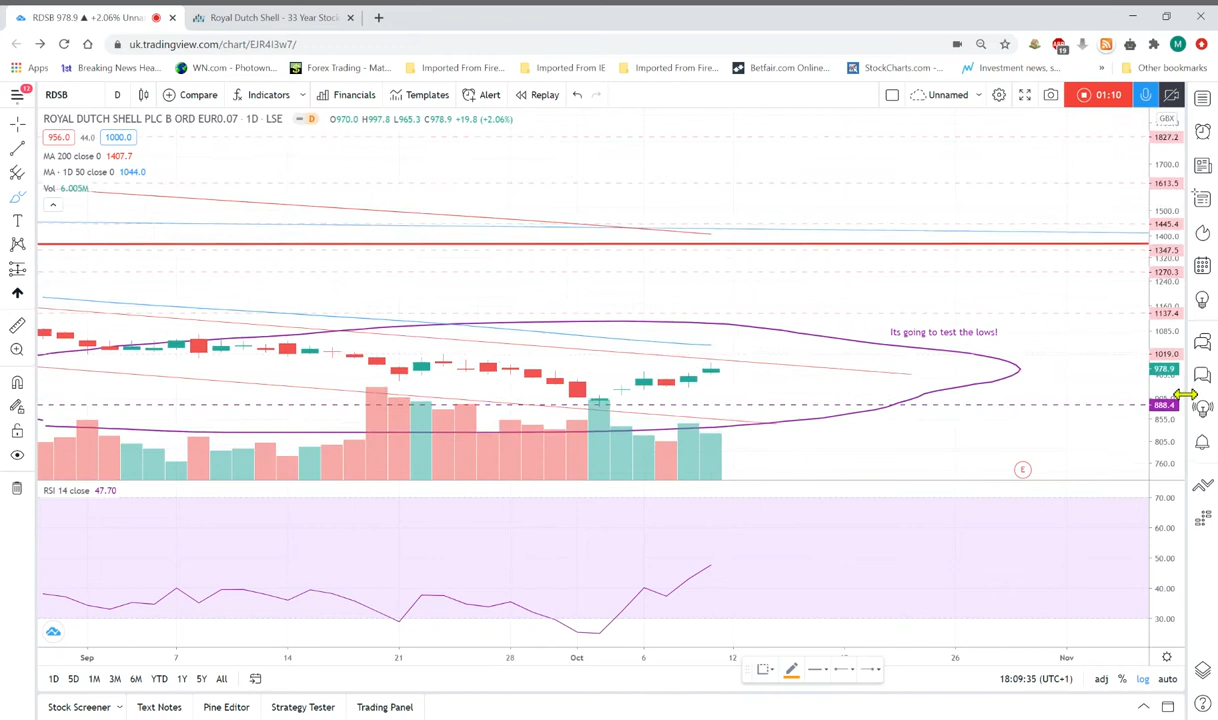 RDSB 978.9 ▲ +2.06% Unna
Royal Dutch Shell - 33 Year Stock
uk.tradingview.com/chart/EJR4I3w7/
19
M
Apps
1st Breaking News Hea...
WN.com - Photown...
Forex Trading - Mat...
Imported From Fire...
Imported From IE
Imported From Fire...
Betfair.com Online...
StockCharts.com -...
Investment news, s...
»
Other bookmarks
RDSB
D
Compare
Indicators
Financials
Templates
Alert
Replay
Unnamed
01:10
ROYAL DUTCH SHELL PLC B ORD EUR0.07 · 1D · LSE
D
O970.0 H997.8 L965.3 C978.9 +19.8 (+2.06%)
GBX
956.0 44.0 1000.0
1827.2
MA 200 close 0 1407.7
1700.0
MA · 1D 50 close 0 1044.0
1613.5
Vol 6.005M
1500.0
1445.4
1400.0
1347.5
1320.0
1270.3
1240.0
1160.0
1137.4
1085.0
Its going to test the lows!
1019.0
978.9
888.4
855.0
805.0
760.0
E
RSI 14 close 47.70
70.00
60.00
50.00
40.00
30.00
Sep 7 14 21 28 Oct 6 12 26 Nov
1D 5D 1M 3M 6M YTD 1Y 5Y All
18:09:35 (UTC+1)
adj % log auto
Stock Screener
Text Notes
Pine Editor
Strategy Tester
Trading Panel